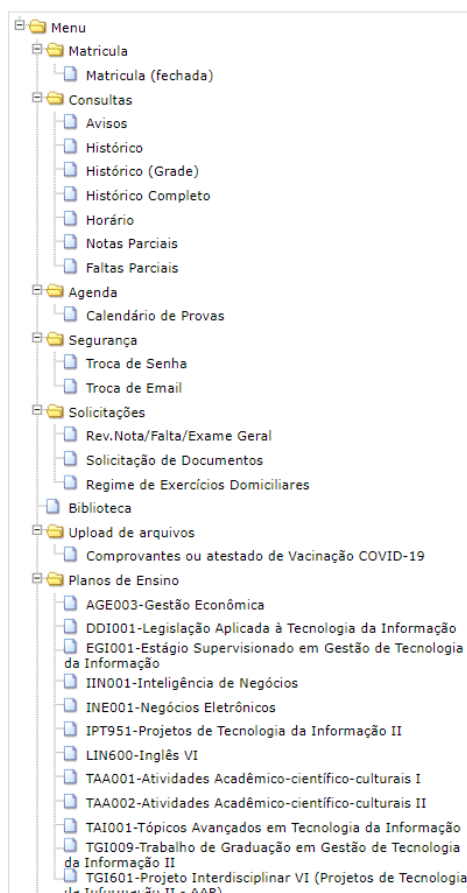 Menu
Matricula
Matricula (fechada)
Consultas
Avisos
Histórico
Histórico (Grade)
Histórico Completo
Horário
Notas Parciais
Faltas Parciais
Agenda
Calendário de Provas
Segurança
Troca de Senha
Troca de Email
Solicitações
Rev.Nota/Falta/Exame Geral
Solicitação de Documentos
Regime de Exercícios Domiciliares
Biblioteca
Upload de arquivos
Comprovantes ou atestado de Vacinação COVID-19
Planos de Ensino
AGE003-Gestão Econômica
DDI001-Legislação Aplicada à Tecnologia da Informação
EGI001-Estágio Supervisionado em Gestão de Tecnologia
da Informação
IIN001-Inteligência de Negócios
INE001-Negócios Eletrônicos
IPT951-Projetos de Tecnologia da Informação II
LIN600-Inglês VI
TAA001-Atividades Acadêmico-científico-culturais I
TAA002-Atividades Acadêmico-científico-culturais II
TAI001-Tópicos Avançados em Tecnologia da Informação
TGI009-Trabalho de Graduação em Gestão de Tecnologia
da Informação II
TGI601-Projeto Interdisciplinar VI (Projetos de Tecnologia
da Informação II - AAP)